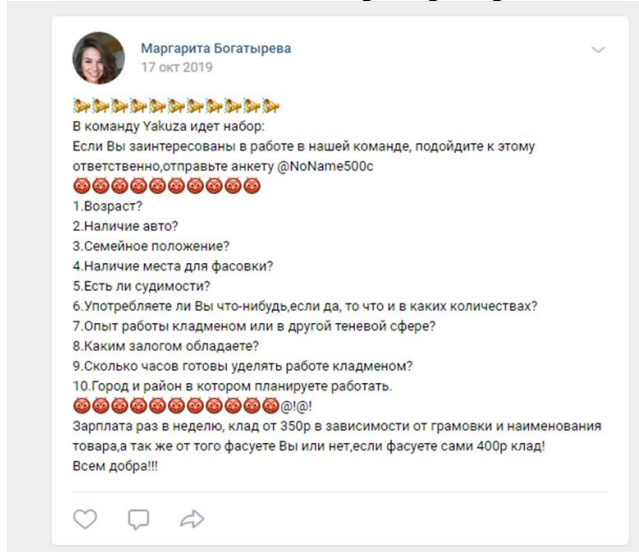 Маргарита Богатырева
17 окт 2019
В команду Yakuza идет набор:
Если Вы заинтересованы в работе в нашей команде, подойдите к этому
ответственно,отправьте анкету @NoName500c
1.Возраст?
2.Наличие авто?
3.Семейное положение?
4.Наличие места для фасовки?
5.Есть ли судимости?
6.Употребляете ли Вы что-нибудь,если да, то что и в каких количествах?
7.Опыт работы кладменом или в другой теневой сфере?
8.Каким залогом обладаете?
9.Сколько часов готовы уделять работе кладменом?
10.Город и район в котором планируете работать.
@!@!
Зарплата раз в неделю, клад от 350р в зависимости от грамовки и наименования
товара,а так же от того фасуете Вы или нет,если фасуете сами 400р клад!
Всем добра!!!